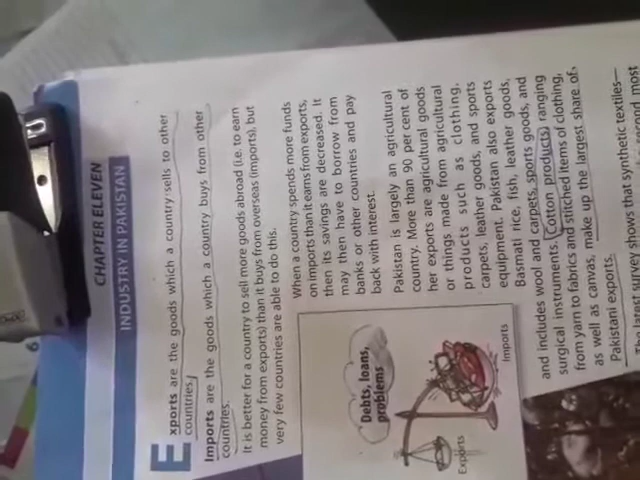 CHAPTER ELEVEN
INDUSTRY IN PAKISTAN
Exports are the goods which a country sells to other
countries.
Imports are the goods which a country buys from other
countries.
It is better for a country to sell more goods abroad (i.e. to earn
money from exports) than it buys from overseas (imports), but
very few countries are able to do this.
When a country spends more funds
on imports than it earns from exports,
then its savings are decreased. It
may then have to borrow from
banks or other countries and pay
back with interest.
Debts, loans,
problems
Exports
Imports
Pakistan is largely an agricultural
country. More than 90 per cent of
her exports are agricultural goods
or things made from agricultural
products such as clothing,
carpets, leather goods, and sports
equipment. Pakistan also exports
Basmati rice, fish, leather goods,
and includes wool and carpets, sports goods, and
surgical instruments. Cotton products, ranging
from yarn to fabrics and stitched items of clothing,
as well as canvas, make up the largest share of
Pakistani exports.
latest survey shows that synthetic textiles—
most